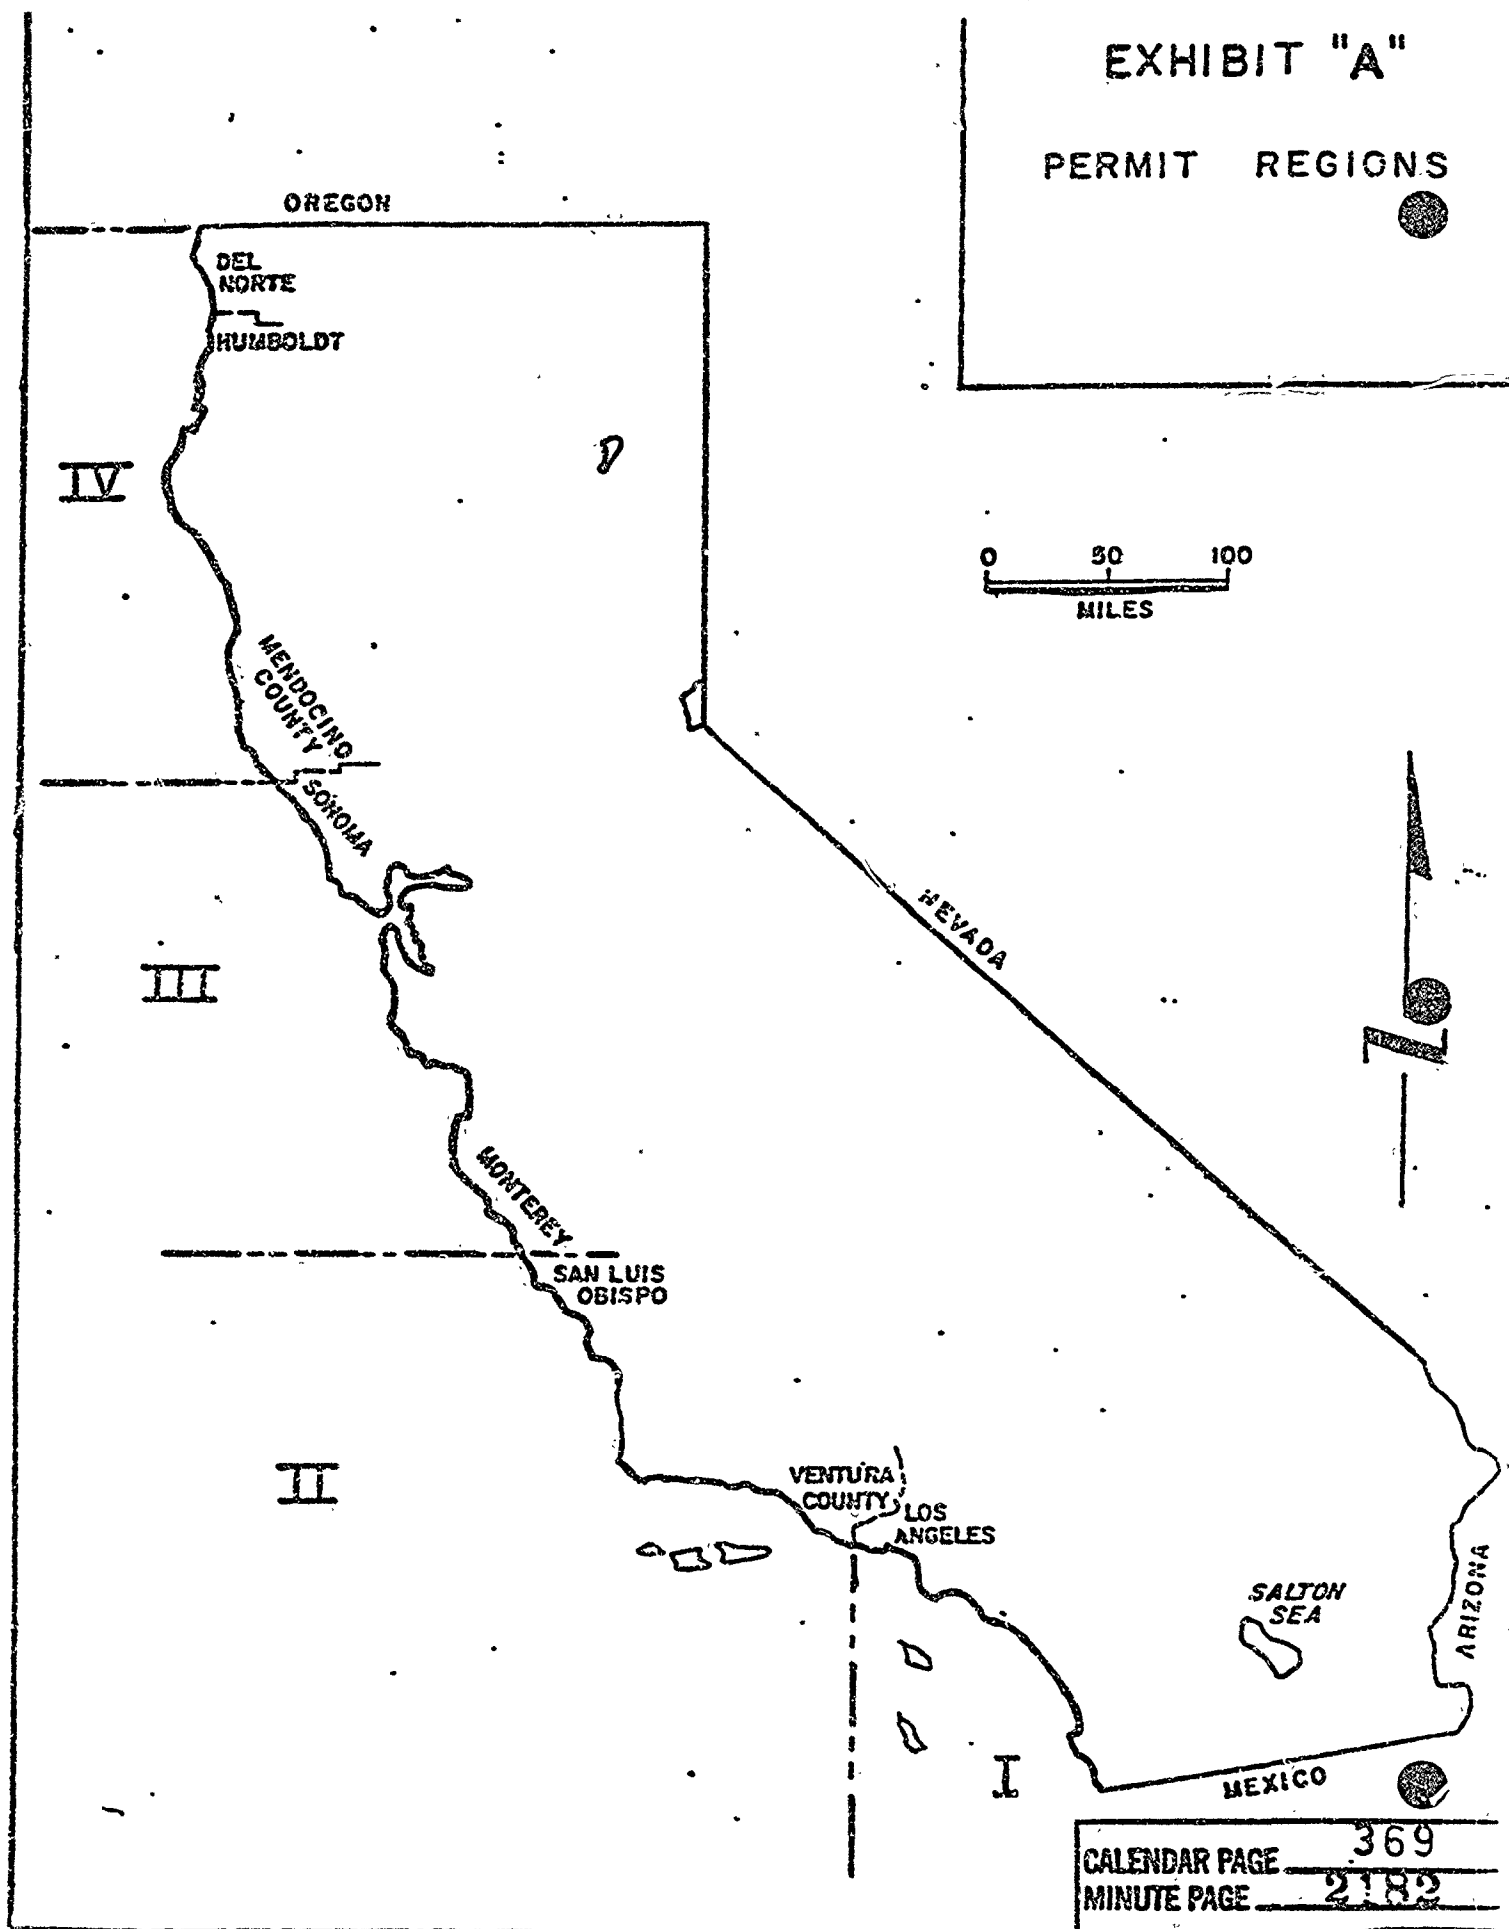 EXHIBIT "A"
PERMIT REGIONS
OREGON
DEL
NORTE
HUMBOLDT
IV
0 50 100
MILES
MENDOCINO
COUNTY
SONOMA
NEVADA
III
N
MONTEREY
SAN LUIS
OBISPO
II
VENTURA
COUNTY
LOS
ANGELES
SALTON
SEA
ARIZONA
I
MEXICO
CALENDAR PAGE 369
MINUTE PAGE 2182